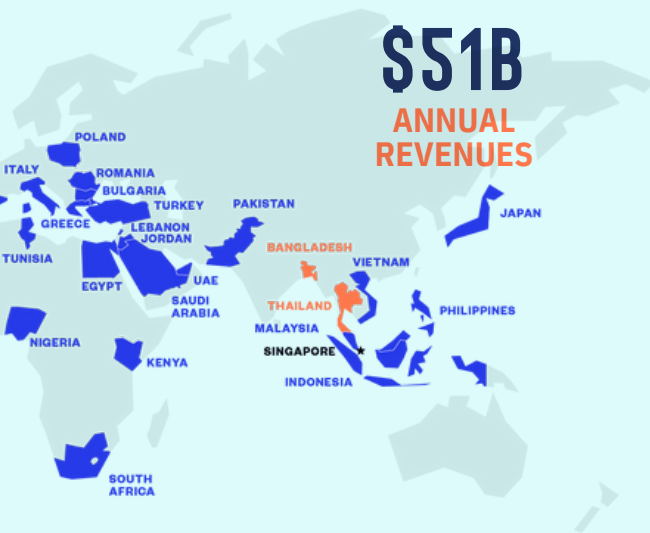 $51B
ANNUAL
REVENUES
POLAND
ITALY
ROMANIA
BULGARIA
TURKEY
PAKISTAN
GREECE
LEBANON
JORDAN
JAPAN
BANGLADESH
TUNISIA
VIETNAM
EGYPT
UAE
SAUDI
ARABIA
THAILAND
PHILIPPINES
MALAYSIA
NIGERIA
SINGAPORE
KENYA
INDONESIA
SOUTH
AFRICA